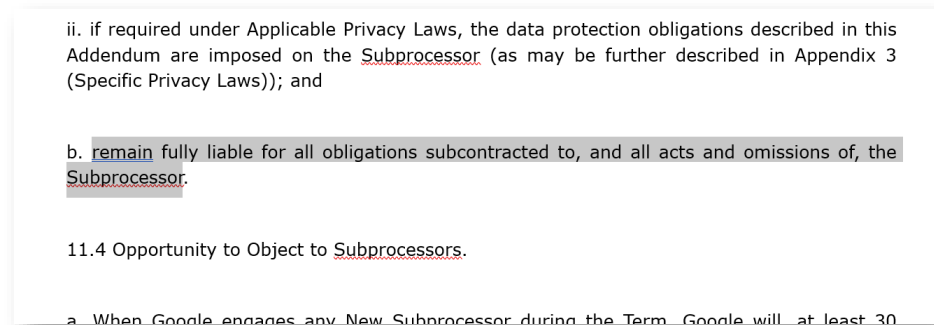 ii. if required under Applicable Privacy Laws, the data protection obligations described in this
Addendum are imposed on the Subprocessor (as may be further described in Appendix 3
(Specific Privacy Laws)); and
b. remain fully liable for all obligations subcontracted to, and all acts and omissions of, the
Subprocessor.
11.4 Opportunity to Object to Subprocessors.
a. When Google engages any New Subprocessor during the Term, Google will, at least 30